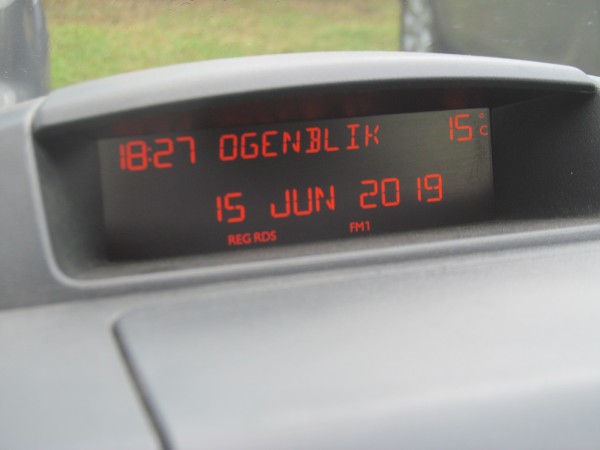 18:27 OGENBLIK 15°C
15 JUN 2019
REG RDS FM1